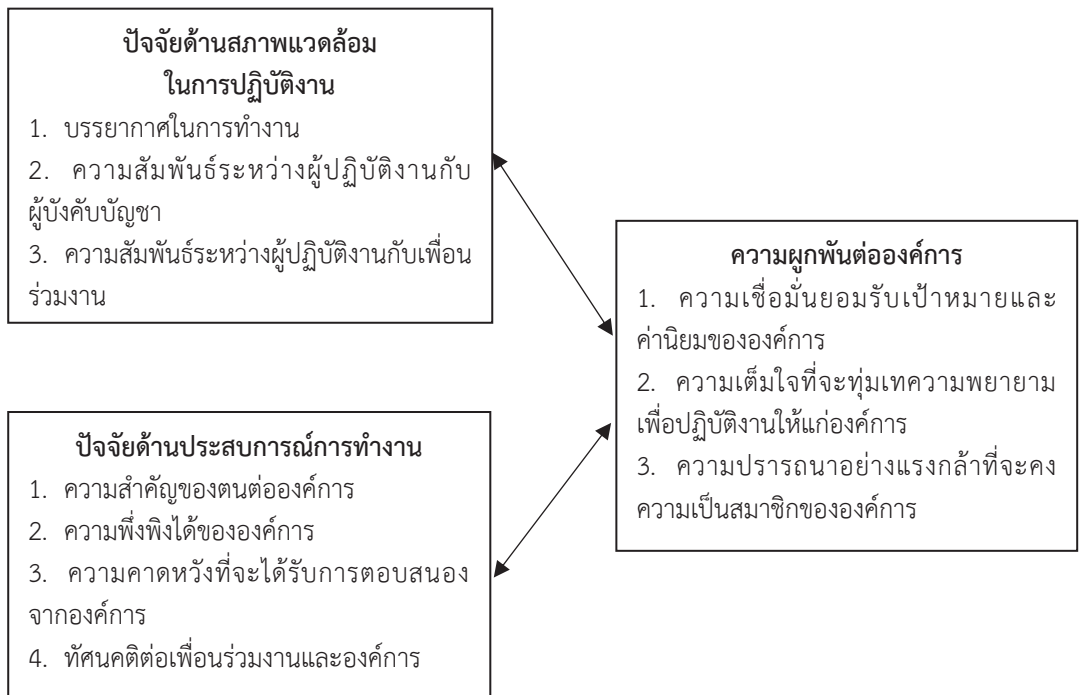 ปัจจัยด้านสภาพแวดล้อม
ในการปฏิบัติงาน
1. บรรยากาศในการทำงาน
2. ความสัมพันธ์ระหว่างผู้ปฏิบัติงานกับ
ผู้บังคับบัญชา
3. ความสัมพันธ์ระหว่างผู้ปฏิบัติงานกับเพื่อน
ร่วมงาน
ปัจจัยด้านประสบการณ์การทำงาน
1. ความสำคัญของตนต่อองค์การ
2. ความพึ่งพิงได้ขององค์การ
3. ความคาดหวังที่จะได้รับการตอบสนอง
จากองค์การ
4. ทัศนคติต่อเพื่อนร่วมงานและองค์การ
ความผูกพันต่อองค์การ
1. ความเชื่อมั่นยอมรับเป้าหมายและ
ค่านิยมขององค์การ
2. ความเต็มใจที่จะทุ่มเทความพยายาม
เพื่อปฏิบัติงานให้แก่องค์การ
3. ความปรารถนาอย่างแรงกล้าที่จะคง
ความเป็นสมาชิกขององค์การ